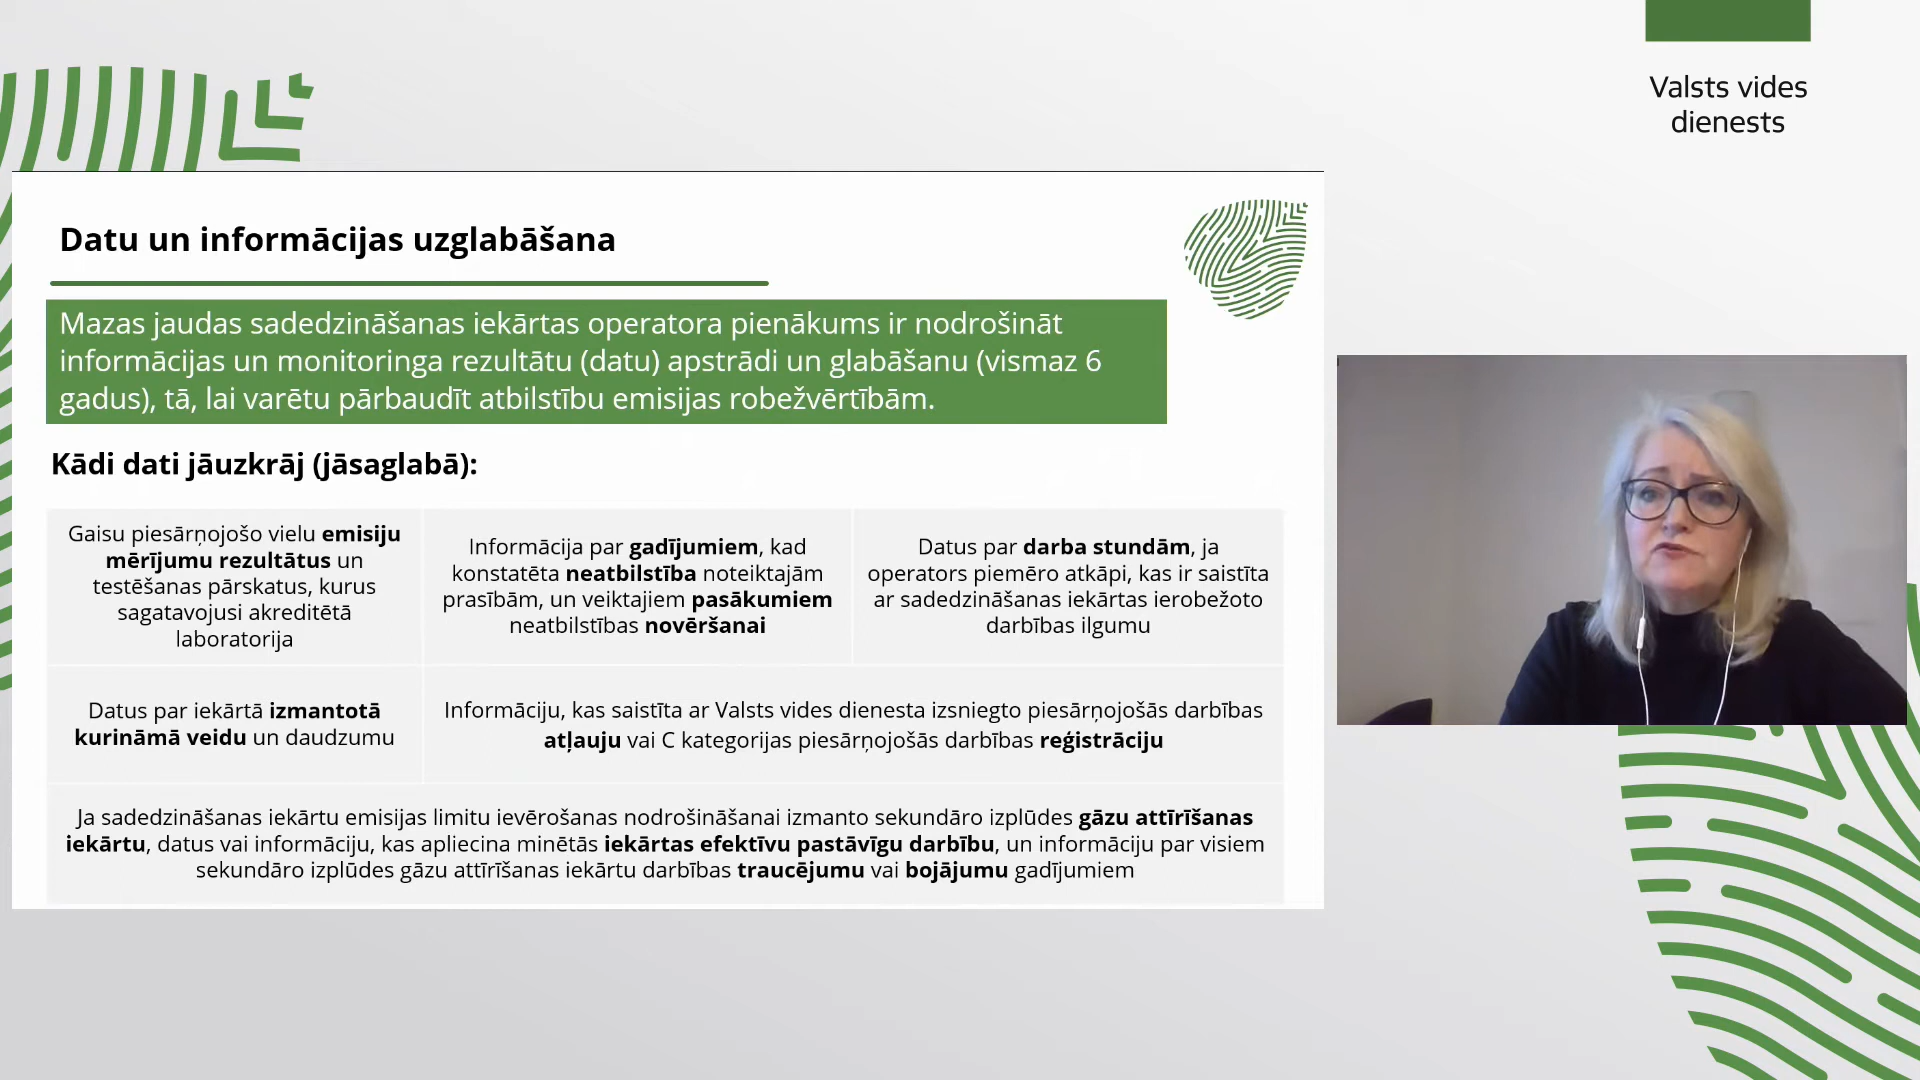 Valsts vides
dienests
Datu un informācijas uzglabāšana
Mazas jaudas sadedzināšanas iekārtas operatora pienākums ir nodrošināt
informācijas un monitoringa rezultātu (datu) apstrādi un glabāšanu (vismaz 6
gadus), tā, lai varētu pārbaudīt atbilstību emisijas robežvērtībām.
Kādi dati jāuzkrāj (jāsaglabā):
Gaisu piesārņojošo vielu emisiju
mērījumu rezultātus un
testēšanas pārskatus, kurus
sagatavojusi akreditētā
laboratorija
Informācija par gadījumiem, kad
konstatēta neatbilstība noteiktajām
prasībām, un veiktajiem pasākumiem
neatbilstības novēršanai
Datus par darba stundām, ja
operators piemēro atkāpi, kas ir saistīta
ar sadedzināšanas iekārtas ierobežoto
darbības ilgumu
Datus par iekārtā izmantotā
kurināmā veidu un daudzumu
Informāciju, kas saistīta ar Valsts vides dienesta izsniegto piesārņojošās darbības
atļauju vai C kategorijas piesārņojošās darbības reģistrāciju
Ja sadedzināšanas iekārtu emisijas limitu ievērošanas nodrošināšanai izmanto sekundāro izplūdes gāzu attīrīšanas
iekārtu, datus vai informāciju, kas apliecina minētās iekārtas efektīvu pastāvīgu darbību, un informāciju par visiem
sekundāro izplūdes gāzu attīrīšanas iekārtu darbības traucējumu vai bojājumu gadījumiem